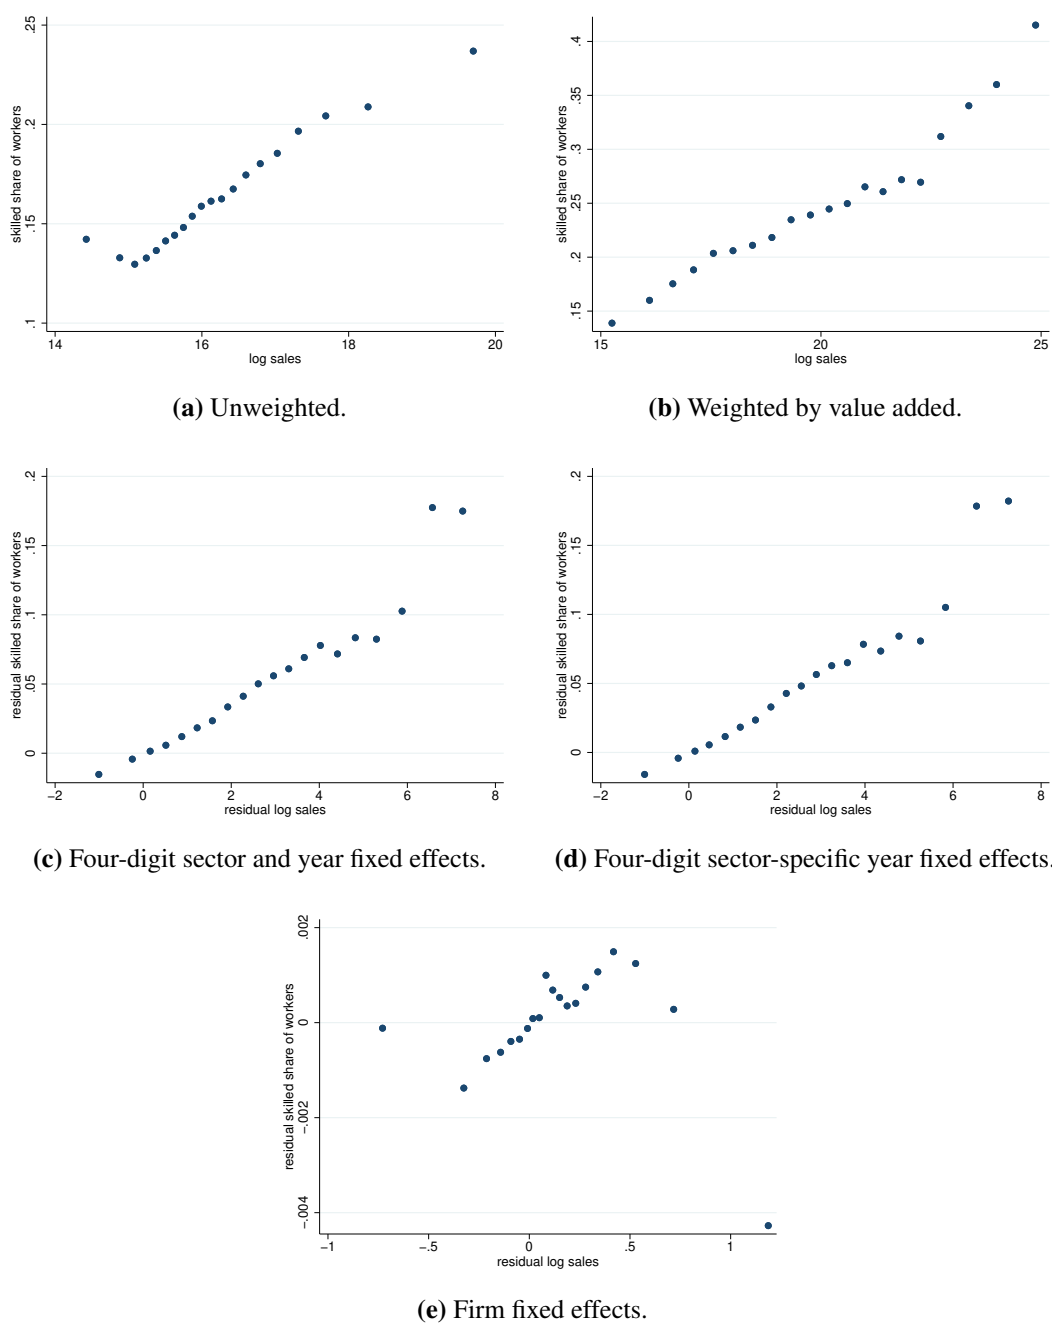 .25
.2
.15
.1
skilled share of workers
14 16 18 20
log sales
(a) Unweighted.
.4
.35
.3
.25
.2
.15
skilled share of workers
15 20 25
log sales
(b) Weighted by value added.
.2
.15
.1
.05
0
residual skilled share of workers
−2 0 2 4 6 8
residual log sales
(c) Four-digit sector and year fixed effects.
.2
.15
.1
.05
0
residual skilled share of workers
−2 0 2 4 6 8
residual log sales
(d) Four-digit sector-specific year fixed effects.
.002
0
−.002
−.004
residual skilled share of workers
−1 −.5 0 .5 1
residual log sales
(e) Firm fixed effects.